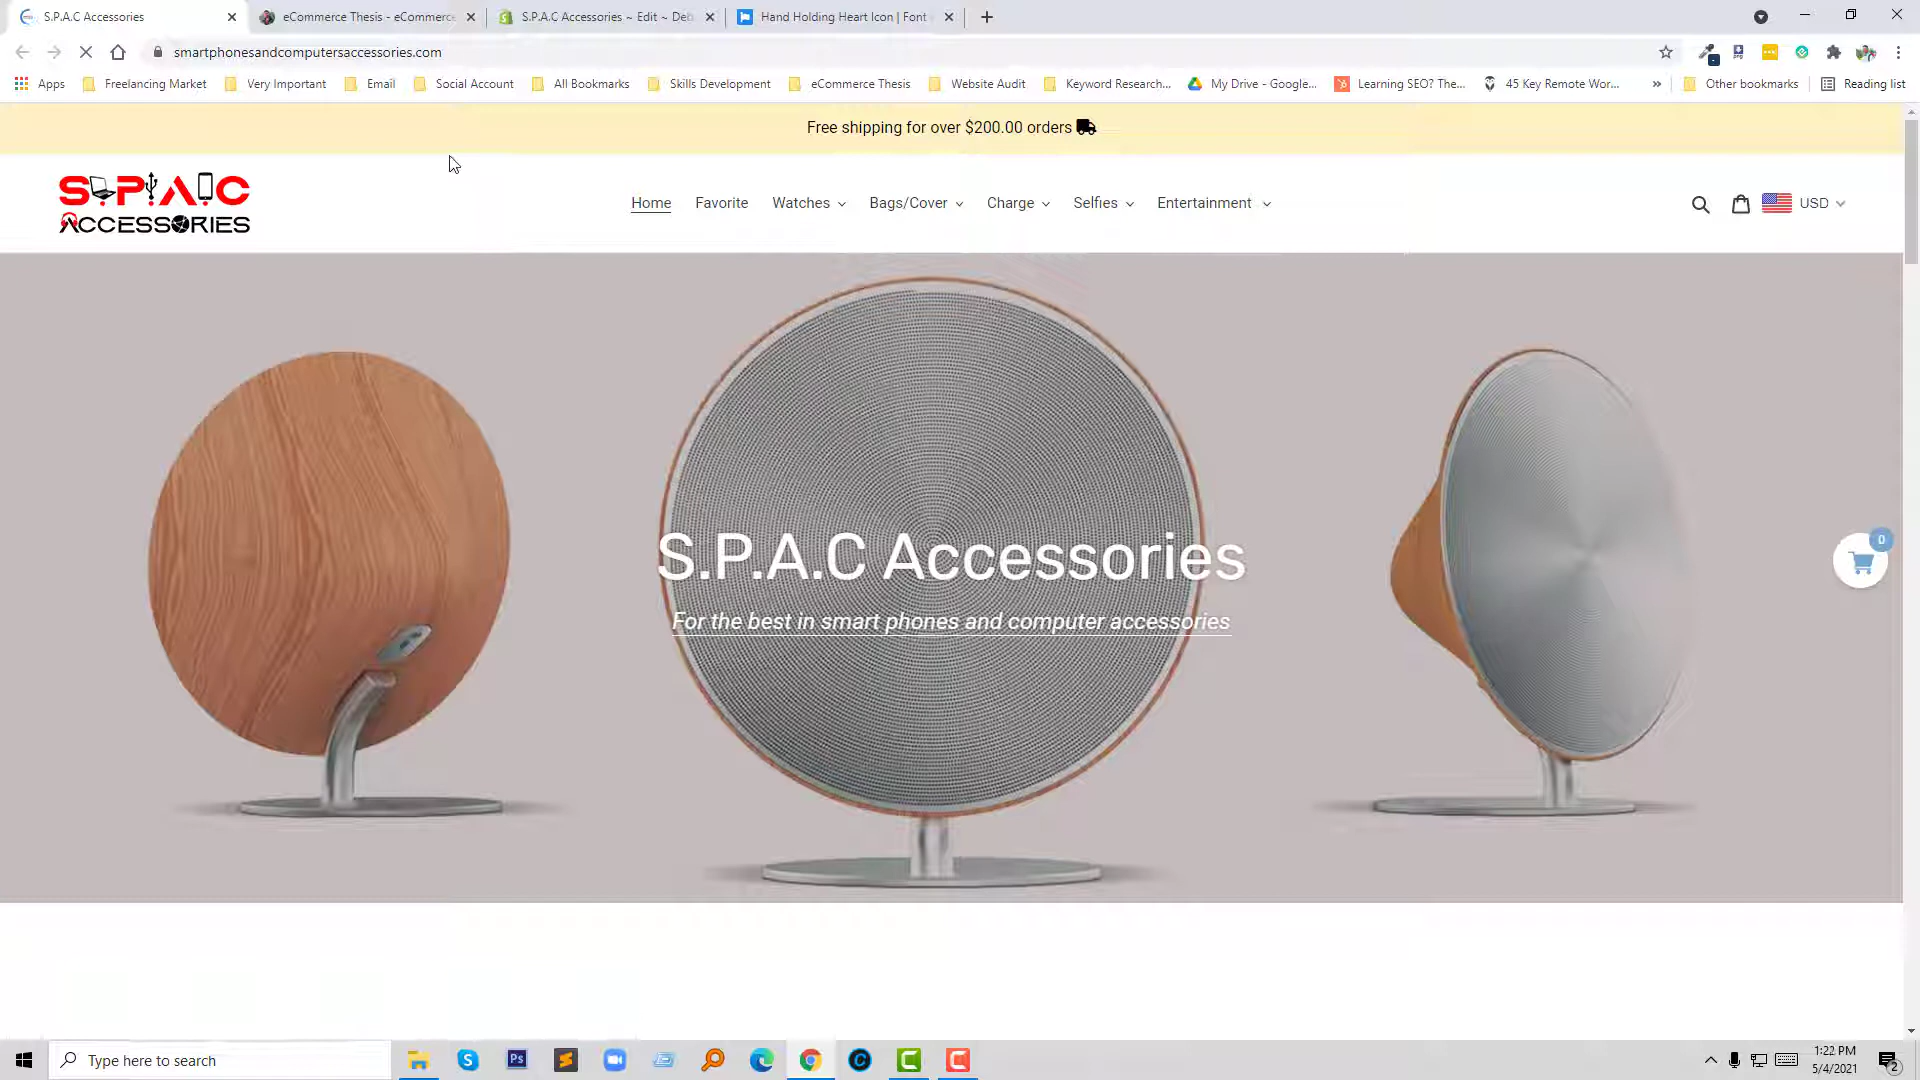 S.P.A.C Accessories
eCommerce Thesis - eCommerce
S.P.A.C Accessories ~ Edit ~ Deb
Hand Holding Heart Icon | Font
smartphonesandcomputersaccessories.com
Apps
Freelancing Market
Very Important
Email
Social Account
All Bookmarks
Skills Development
eCommerce Thesis
Website Audit
Keyword Research...
My Drive - Google...
Learning SEO? The...
45 Key Remote Wor...
»
Other bookmarks
Reading list
Free shipping for over $200.00 orders
S.P.A.C
ACCESSORIES
Home
Favorite
Watches
Bags/Cover
Charge
Selfies
Entertainment
USD
0
S.P.A.C Accessories
For the best in smart phones and computer accessories
Type here to search
1:22 PM
5/4/2021
2